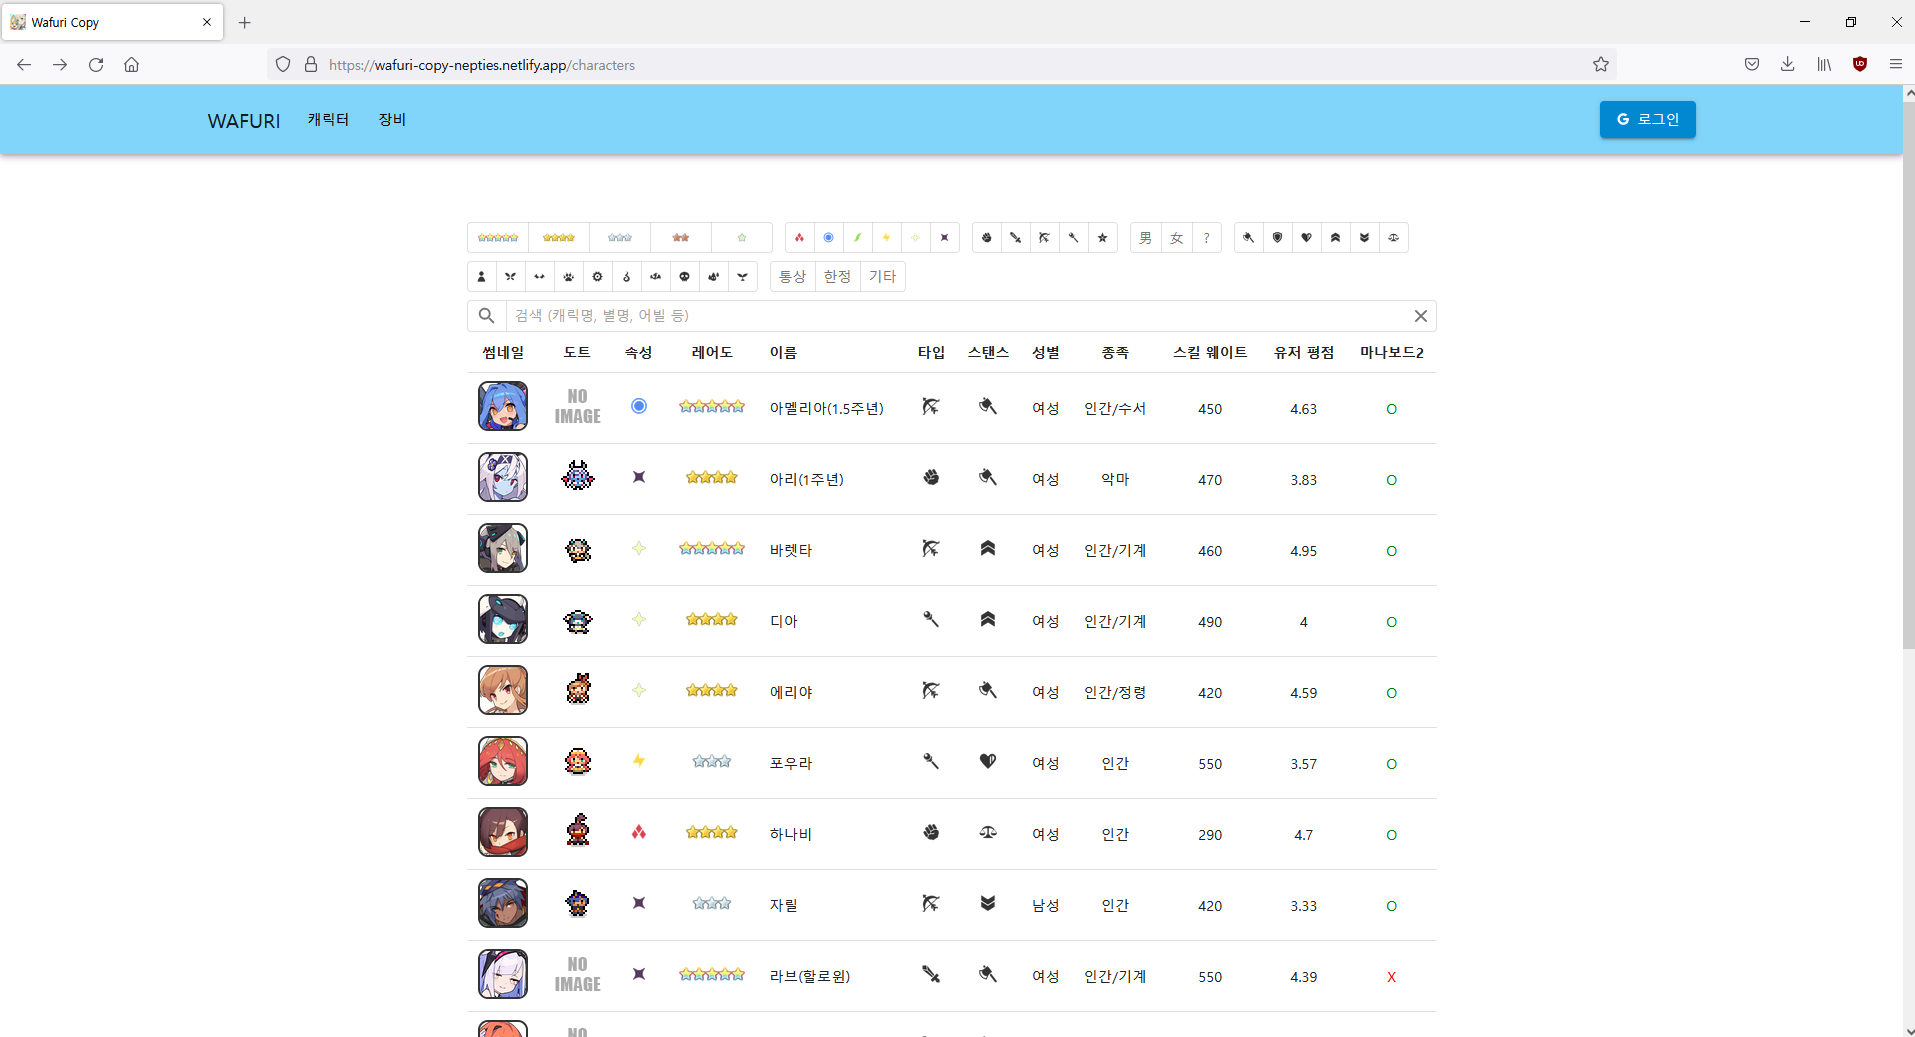 Wafuri Copy
https://wafuri-copy-nepties.netlify.app/characters
WAFURI 캐릭터 장비 G 로그인
男 女 ?
통상 한정 기타
검색 (캐릭명, 별명, 어빌 등)
썸네일 도트 속성 레어도 이름 타입 스탠스 성별 종족 스킬 웨이트 유저 평점 마나보드2
NO IMAGE 아멜리아(1.5주년) 여성 인간/수서 450 4.63 O
아리(1주년) 여성 악마 470 3.83 O
바렛타 여성 인간/기계 460 4.95 O
디아 여성 인간/기계 490 4 O
에리야 여성 인간/정령 420 4.59 O
포우라 여성 인간 550 3.57 O
하나비 여성 인간 290 4.7 O
자릴 남성 인간 420 3.33 O
NO IMAGE 라브(할로윈) 여성 인간/기계 550 4.39 X
NO